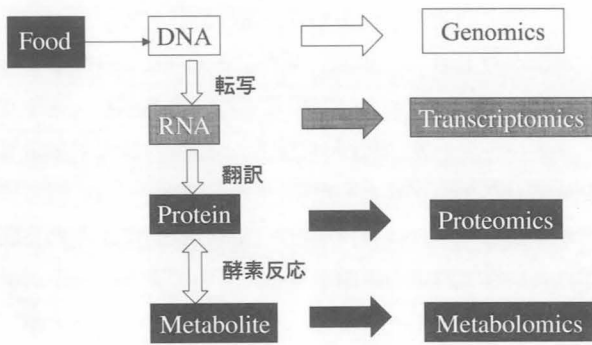 Food
DNA
Genomics
転写
RNA
Transcriptomics
翻訳
Protein
Proteomics
酵素反応
Metabolite
Metabolomics